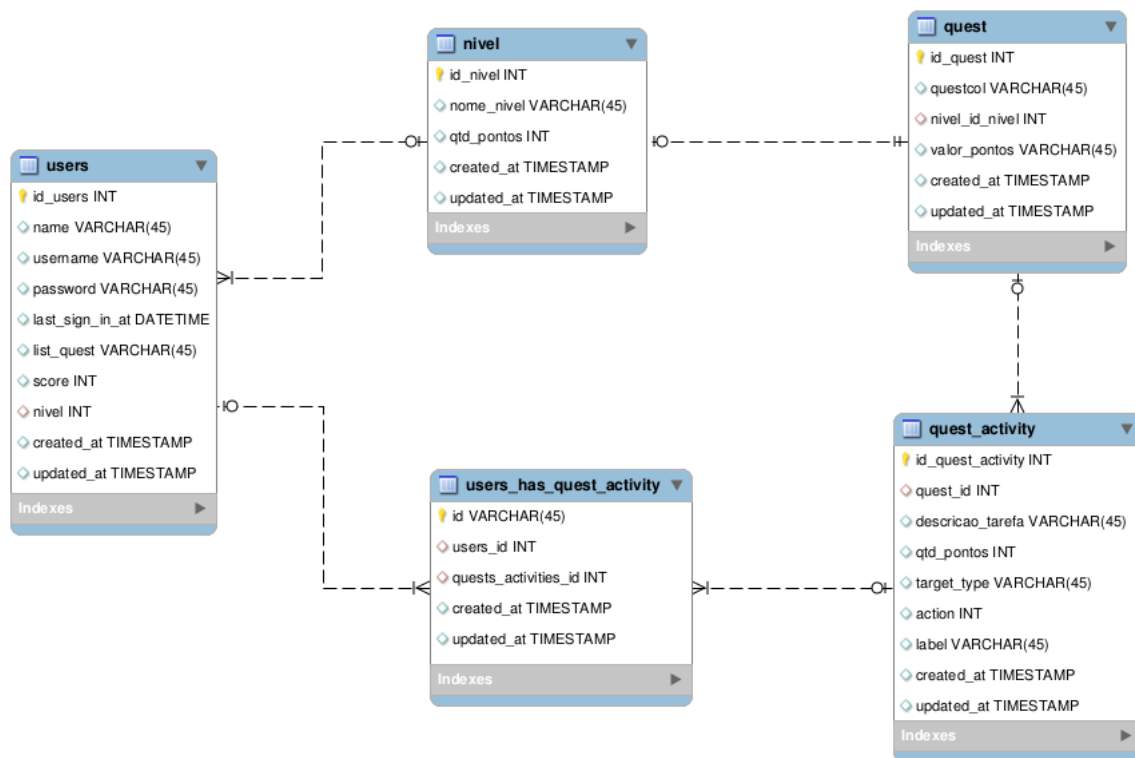 nivel
id_nivel INT
nome_nivel VARCHAR(45)
qtd_pontos INT
created_at TIMESTAMP
updated_at TIMESTAMP
Indexes
quest
id_quest INT
questcol VARCHAR(45)
nivel_id_nivel INT
valor_pontos VARCHAR(45)
created_at TIMESTAMP
updated_at TIMESTAMP
Indexes
users
id_users INT
name VARCHAR(45)
username VARCHAR(45)
password VARCHAR(45)
last_sign_in_at DATETIME
list_quest VARCHAR(45)
score INT
nivel INT
created_at TIMESTAMP
updated_at TIMESTAMP
Indexes
users_has_quest_activity
id VARCHAR(45)
users_id INT
quests_activities_id INT
created_at TIMESTAMP
updated_at TIMESTAMP
Indexes
quest_activity
id_quest_activity INT
quest_id INT
descricao_tarefa VARCHAR(45)
qtd_pontos INT
target_type VARCHAR(45)
action INT
label VARCHAR(45)
created_at TIMESTAMP
updated_at TIMESTAMP
Indexes